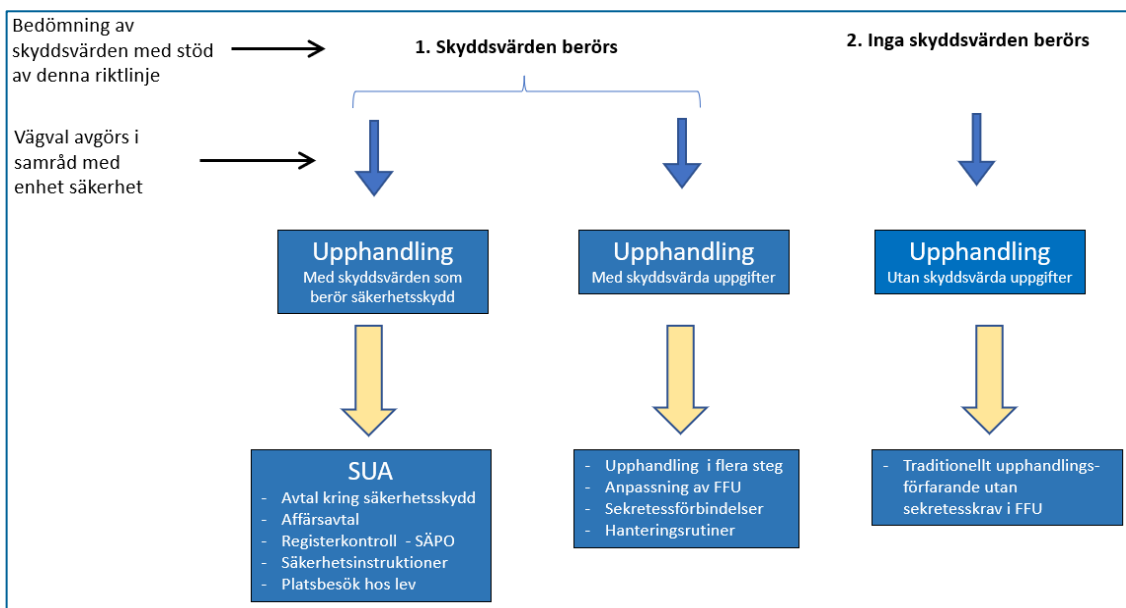 Bedömning av
skyddsvärden med stöd
av denna riktlinje
1. Skyddsvärden berörs
2. Inga skyddsvärden berörs
Vägval avgörs i
samråd med
enhet säkerhet
Upphandling
Med skyddsvärden som
berör säkerhetsskydd
Upphandling
Med skyddsvärda uppgifter
Upphandling
Utan skyddsvärda uppgifter
SUA
- Avtal kring säkerhetsskydd
- Affärsavtal
- Registerkontroll - SÄPO
- Säkerhetsinstruktioner
- Platsbesök hos lev
- Upphandling i flera steg
- Anpassning av FFU
- Sekretessförbindelser
- Hanteringsrutiner
- Traditionellt upphandlings-
förfarande utan
sekretesskrav i FFU